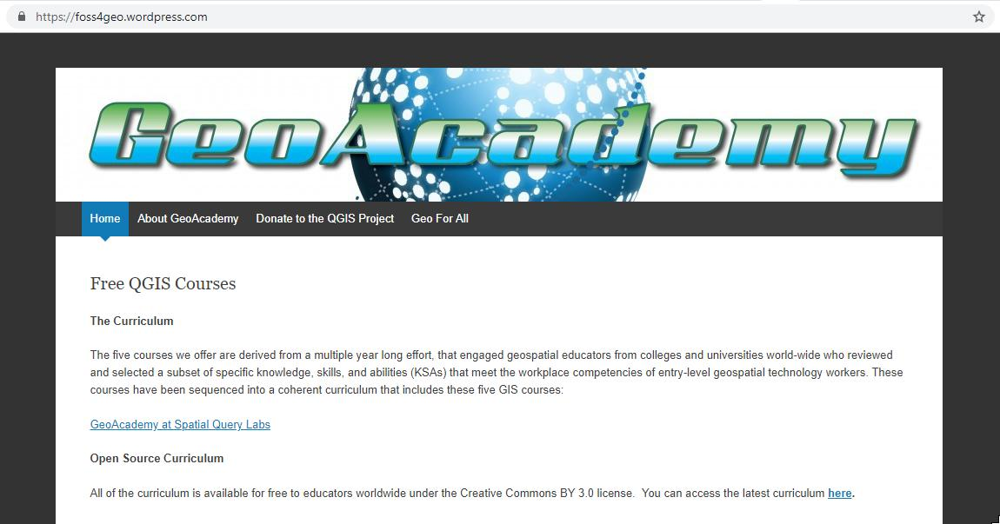 https://foss4geo.wordpress.com
GeoAcademy
Home About GeoAcademy Donate to the QGIS Project Geo For All
Free QGIS Courses
The Curriculum
The five courses we offer are derived from a multiple year long effort, that engaged geospatial educators from colleges and universities world-wide who reviewed
and selected a subset of specific knowledge, skills, and abilities (KSAs) that meet the workplace competencies of entry-level geospatial technology workers. These
courses have been sequenced into a coherent curriculum that includes these five GIS courses:
GeoAcademy at Spatial Query Labs
Open Source Curriculum
All of the curriculum is available for free to educators worldwide under the Creative Commons BY 3.0 license.  You can access the latest curriculum here.